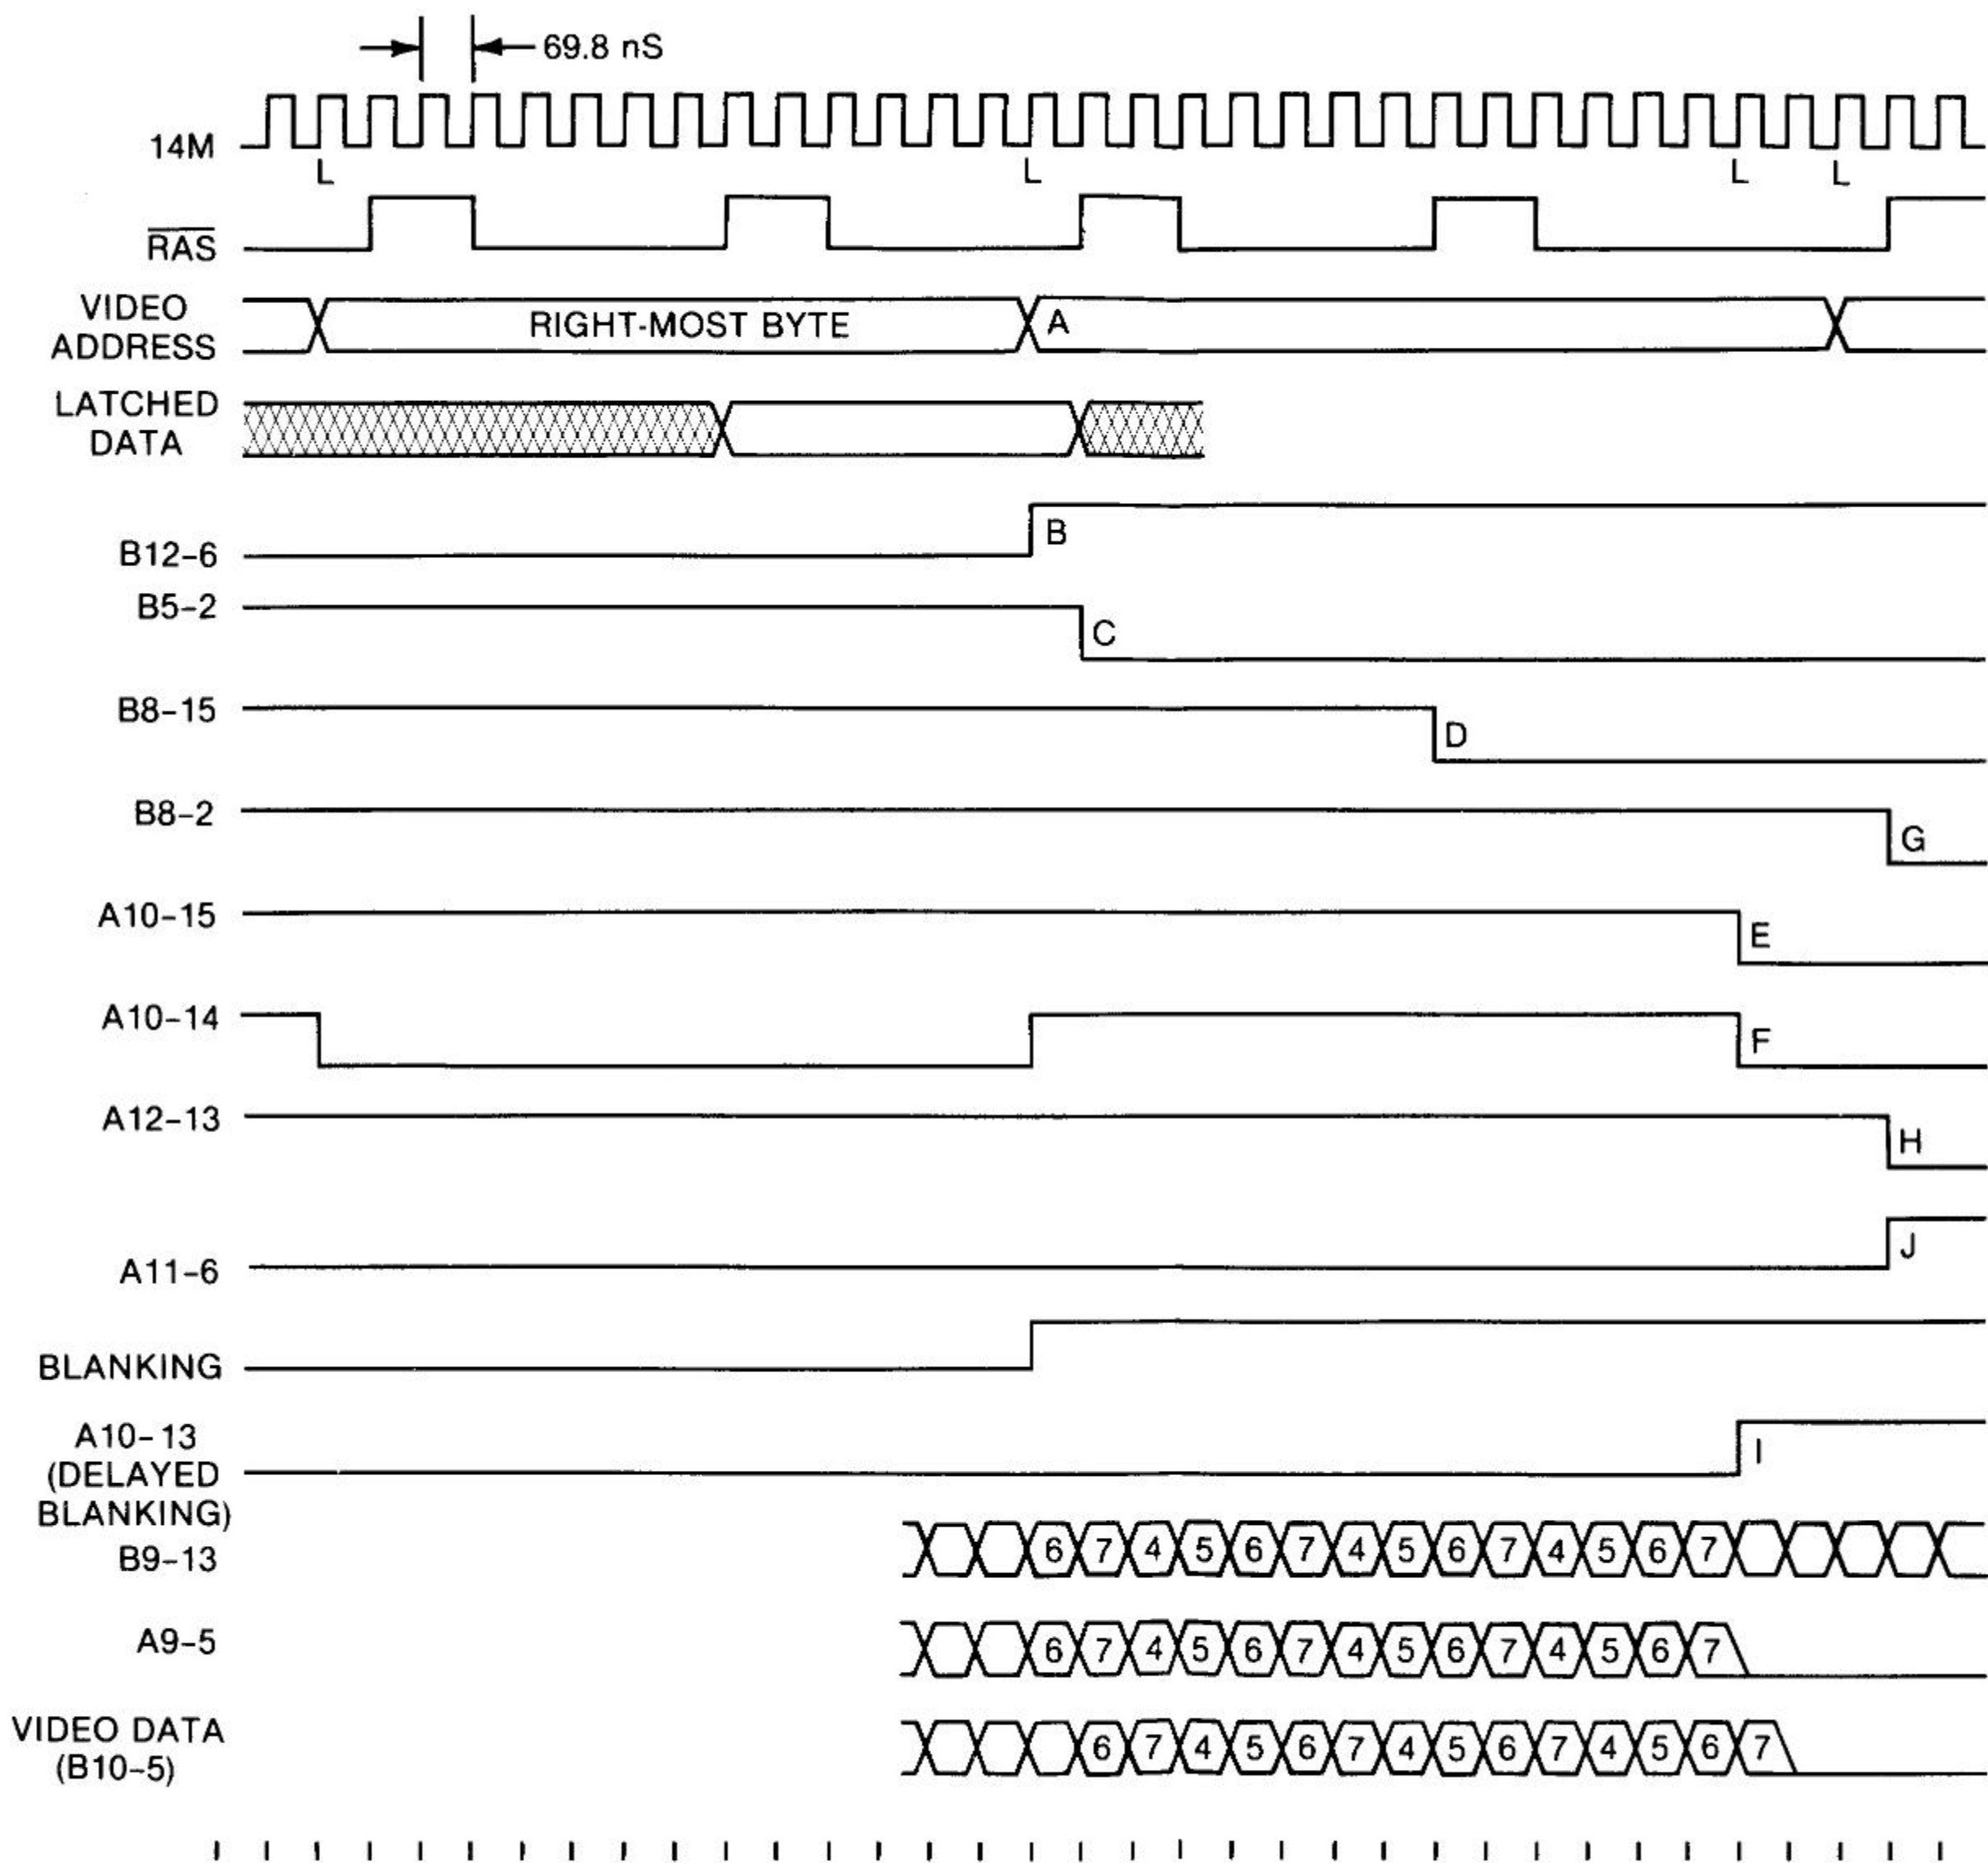 69.8 nS
14M
L L L L
RAS
VIDEO
ADDRESS
RIGHT-MOST BYTE A
LATCHED
DATA
B12-6
B
B5-2
C
B8-15
D
B8-2
G
A10-15
E
A10-14
F
A12-13
H
A11-6
J
BLANKING
A10-13
(DELAYED
BLANKING)
I
B9-13
6 7 4 5 6 7 4 5 6 7 4 5 6 7
A9-5
6 7 4 5 6 7 4 5 6 7 4 5 6 7
VIDEO DATA
(B10-5)
6 7 4 5 6 7 4 5 6 7 4 5 6 7